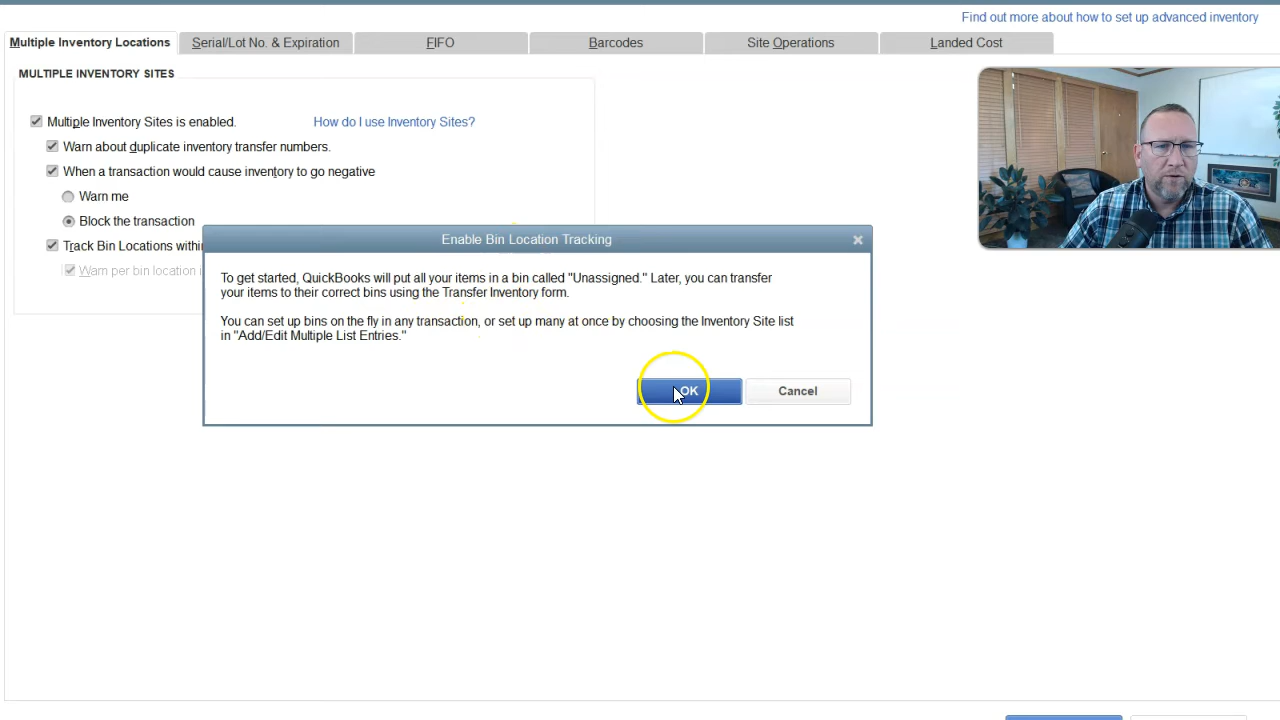 Find out more about how to set up advanced inventory
Multiple Inventory Locations
Serial/Lot No. & Expiration
FIFO
Barcodes
Site Operations
Landed Cost
MULTIPLE INVENTORY SITES
Multiple Inventory Sites is enabled.
How do I use Inventory Sites?
Warn about duplicate inventory transfer numbers.
When a transaction would cause inventory to go negative
Warn me
Block the transaction
Track Bin Locations within
Warn per bin location
Enable Bin Location Tracking
To get started, QuickBooks will put all your items in a bin called "Unassigned." Later, you can transfer
your items to their correct bins using the Transfer Inventory form.
You can set up bins on the fly in any transaction, or set up many at once by choosing the Inventory Site list
in "Add/Edit Multiple List Entries."
OK
Cancel